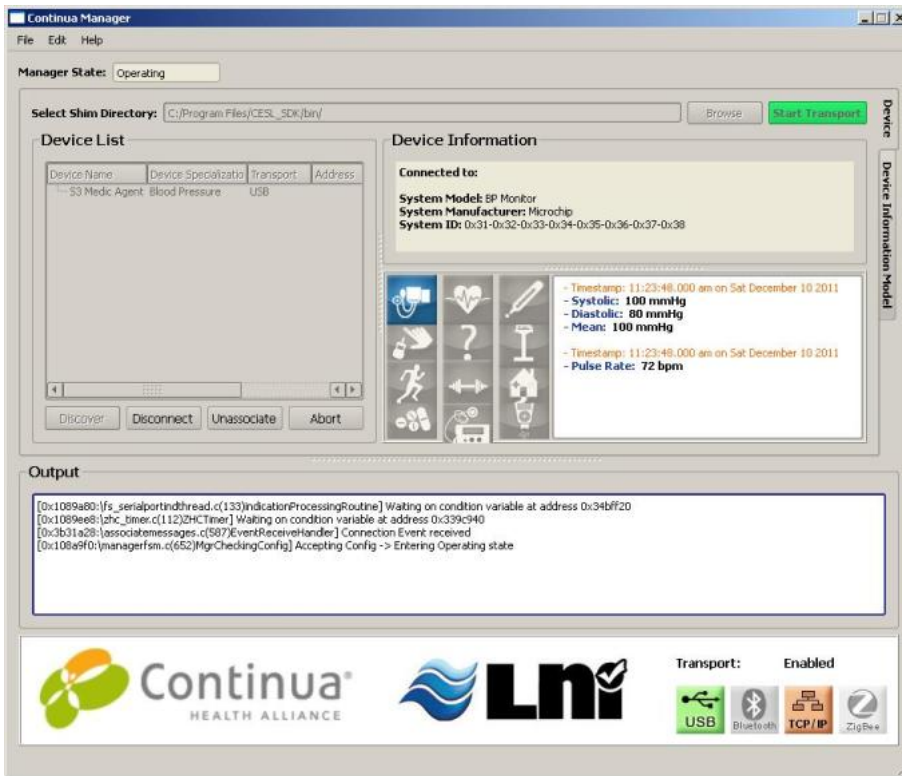 Continua Manager
File Edit Help
Manager State: Operating
Select Shim Directory: C:/Program Files/CESL_SDK/bin/ Browse Start Transport
Device
Device Information Model
Device List
Device Name Device Specializatio Transport Address
S3 Medic Agent Blood Pressure USB
Discover Disconnect Unassociate Abort
Device Information
Connected to:
System Model: BP Monitor
System Manufacturer: Microchip
System ID: 0x31-0x32-0x33-0x34-0x35-0x36-0x37-0x38
- Timestamp: 11:23:48.000 am on Sat December 10 2011
- Systolic: 100 mmHg
- Diastolic: 80 mmHg
- Mean: 100 mmHg
- Timestamp: 11:23:48.000 am on Sat December 10 2011
- Pulse Rate: 72 bpm
Output
[0x1089a80:\fs_serialportindthread.c(133)indicationProcessingRoutine] Waiting on condition variable at address 0x34bff20
[0x1089ee8:\zhc_timer.c(112)ZHCTimer] Waiting on condition variable at address 0x339c940
[0x3b31a28:\associatemessages.c(587)EventReceiveHandler] Connection Event received
[0x108a9f0:\managerfsm.c(652)MgrCheckingConfig] Accepting Config -> Entering Operating state
Continua®
HEALTH ALLIANCE
LNi
Transport: Enabled
USB Bluetooth TCP/IP ZigBee